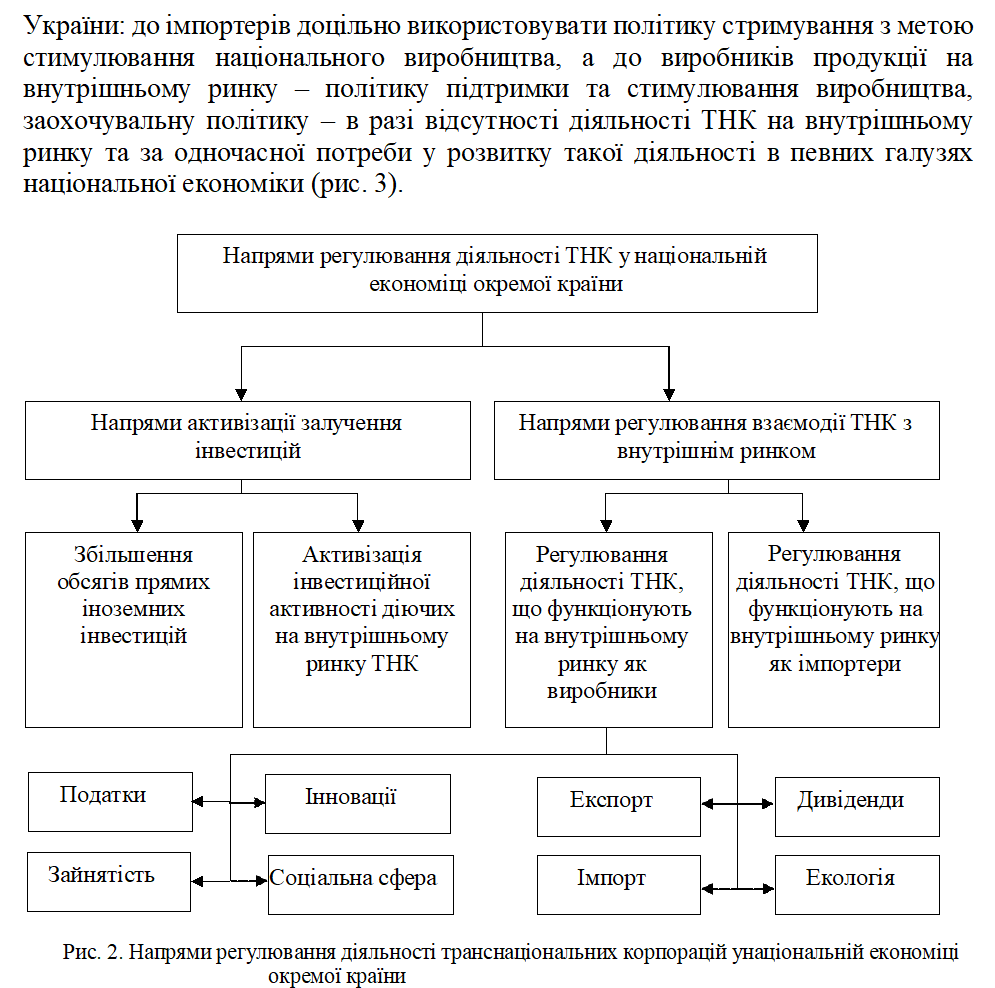 України: до імпортерів доцільно використовувати політику стримування з метою
стимулювання національного виробництва, а до виробників продукції на
внутрішньому ринку – політику підтримки та стимулювання виробництва,
заохочувальну політику – в разі відсутності діяльності ТНК на внутрішньому
ринку та за одночасної потреби у розвитку такої діяльності в певних галузях
національної економіки (рис. 3).
Напрями регулювання діяльності ТНК у національній
економіці окремої країни
Напрями активізації залучення
інвестицій
Напрями регулювання взаємодії ТНК з
внутрішнім ринком
Збільшення
обсягів прямих
іноземних
інвестицій
Активізація
інвестиційної
активності діючих
на внутрішньому
ринку ТНК
Регулювання
діяльності ТНК,
що функціонують
на внутрішньому
ринку як
виробники
Регулювання
діяльності ТНК, що
функціонують на
внутрішньому ринку
як імпортери
Податки
Інновації
Експорт
Дивіденди
Зайнятість
Соціальна сфера
Імпорт
Екологія
Рис. 2. Напрями регулювання діяльності транснаціональних корпорацій унаціональній економіці
окремої країни